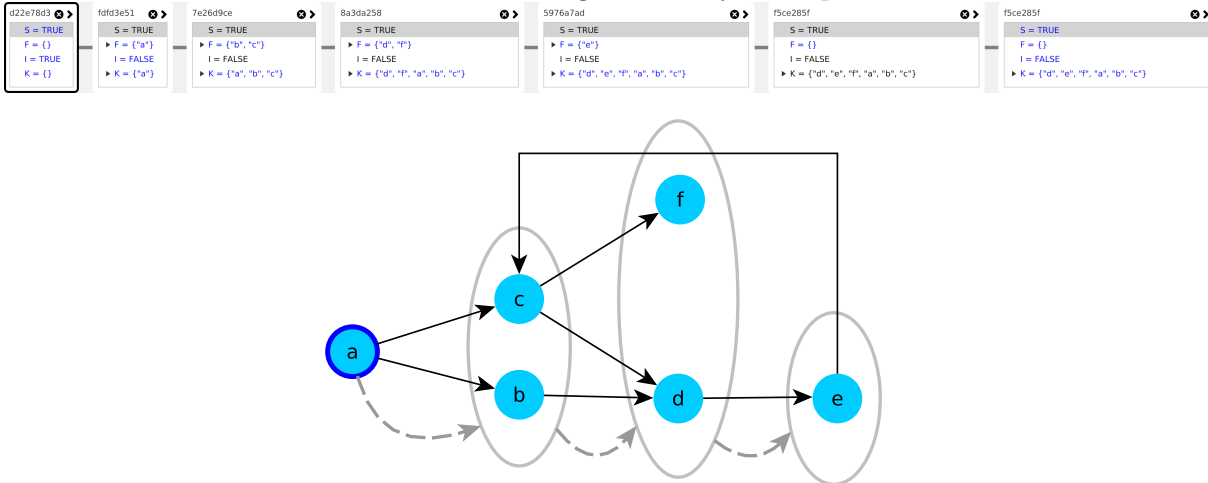 d22e78d3
S = TRUE
F = {}
I = TRUE
K = {}
fdfd3e51
S = TRUE
F = {"a"}
I = FALSE
K = {"a"}
7e26d9ce
S = TRUE
F = {"b", "c"}
I = FALSE
K = {"a", "b", "c"}
8a3da258
S = TRUE
F = {"d", "f"}
I = FALSE
K = {"d", "f", "a", "b", "c"}
5976a7ad
S = TRUE
F = {"e"}
I = FALSE
K = {"d", "e", "f", "a", "b", "c"}
f5ce285f
S = TRUE
F = {}
I = FALSE
K = {"d", "e", "f", "a", "b", "c"}
f5ce285f
S = TRUE
F = {}
I = FALSE
K = {"d", "e", "f", "a", "b", "c"}
f
c
a
b
d
e